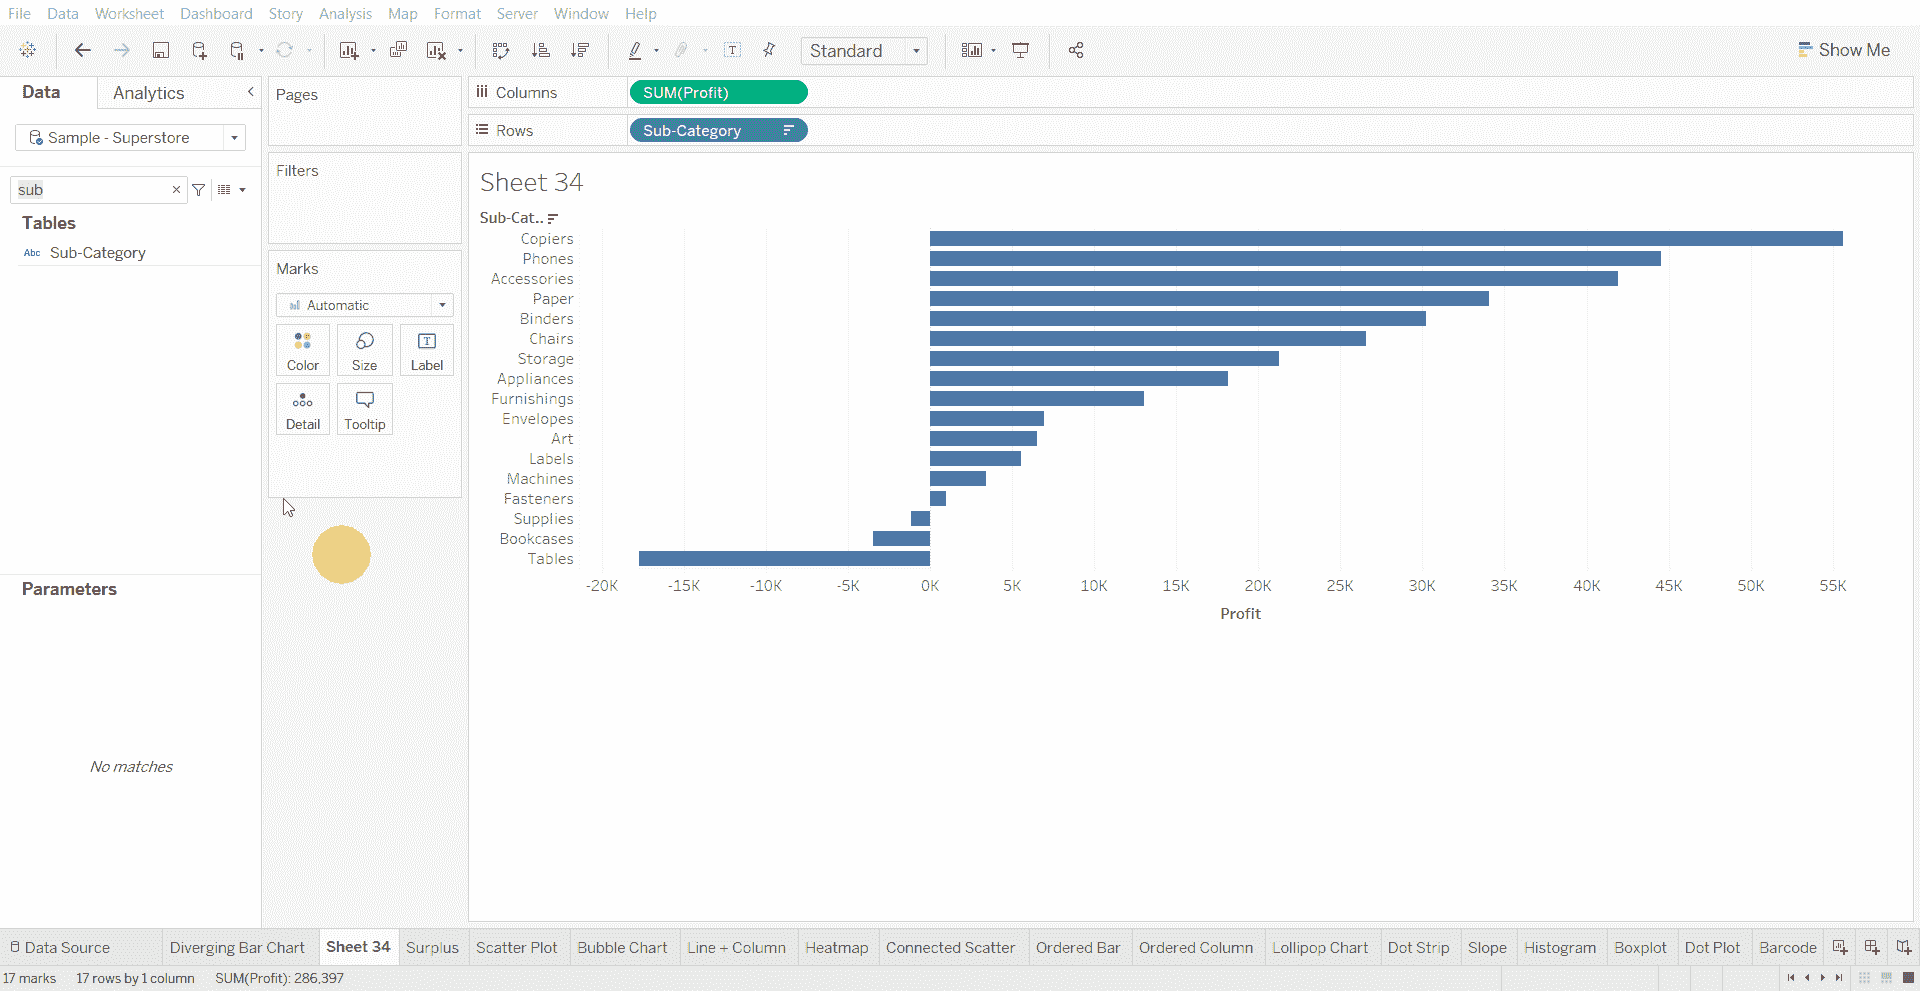 File Data Worksheet Dashboard Story Analysis Map Format Server Window Help
Standard
Show Me
Data
Analytics
Pages
Columns
SUM(Profit)
Sample - Superstore
Rows
Sub-Category
Filters
sub
Sheet 34
Tables
Sub-Cat..
Abc Sub-Category
Marks
Automatic
Color
Size
Label
Detail
Tooltip
Copiers
Phones
Accessories
Paper
Binders
Chairs
Storage
Appliances
Furnishings
Envelopes
Art
Labels
Machines
Fasteners
Supplies
Bookcases
Tables
-20K -15K -10K -5K 0K 5K 10K 15K 20K 25K 30K 35K 40K 45K 50K 55K
Profit
Parameters
No matches
Data Source Diverging Bar Chart Sheet 34 Surplus Scatter Plot Bubble Chart Line + Column Heatmap Connected Scatter Ordered Bar Ordered Column Lollipop Chart Dot Strip Slope Histogram Boxplot Dot Plot Barcode
17 marks 17 rows by 1 column SUM(Profit): 286,397